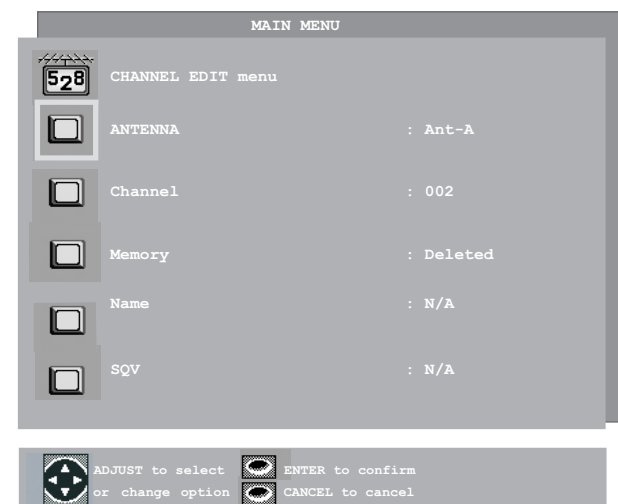 MAIN MENU
528
CHANNEL EDIT menu
ANTENNA : Ant-A
Channel : 002
Memory : Deleted
Name : N/A
SQV : N/A
ADJUST to select ENTER to confirm
or change option CANCEL to cancel